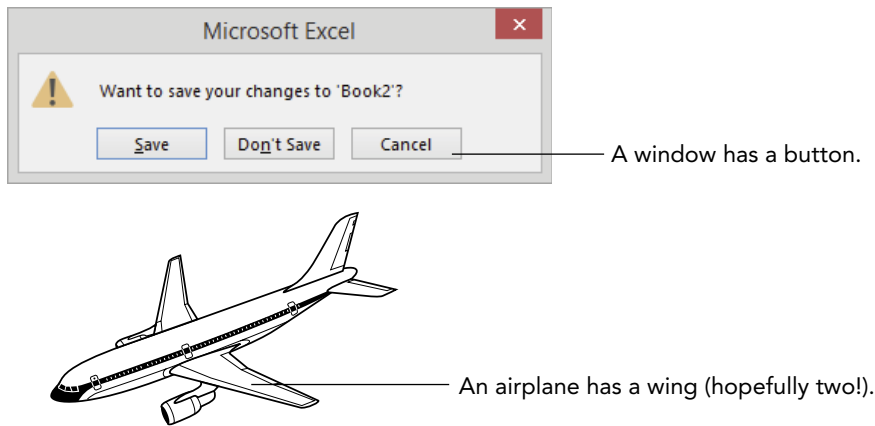 Microsoft Excel
Want to save your changes to 'Book2'?
Save Don't Save Cancel
A window has a button.
An airplane has a wing (hopefully two!).